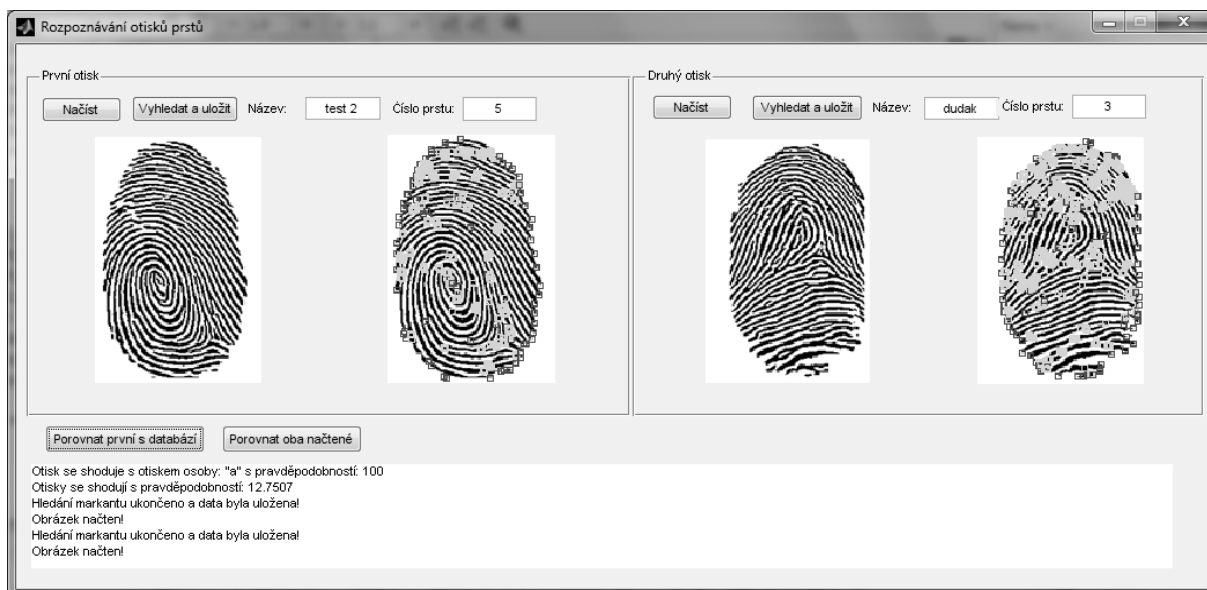 Rozpoznávání otisků prstů
První otisk
Načíst Vyhledat a uložit Název: test 2 Číslo prstu: 5
Druhý otisk
Načíst Vyhledat a uložit Název: dudak Číslo prstu: 3
Porovnat první s databází Porovnat oba načtené
Otisk se shoduje s otiskem osoby: "a" s pravděpodobností: 100
Otisky se shodují s pravděpodobností: 12.7507
Hledání markantu ukončeno a data byla uložena!
Obrázek načten!
Hledání markantu ukončeno a data byla uložena!
Obrázek načten!